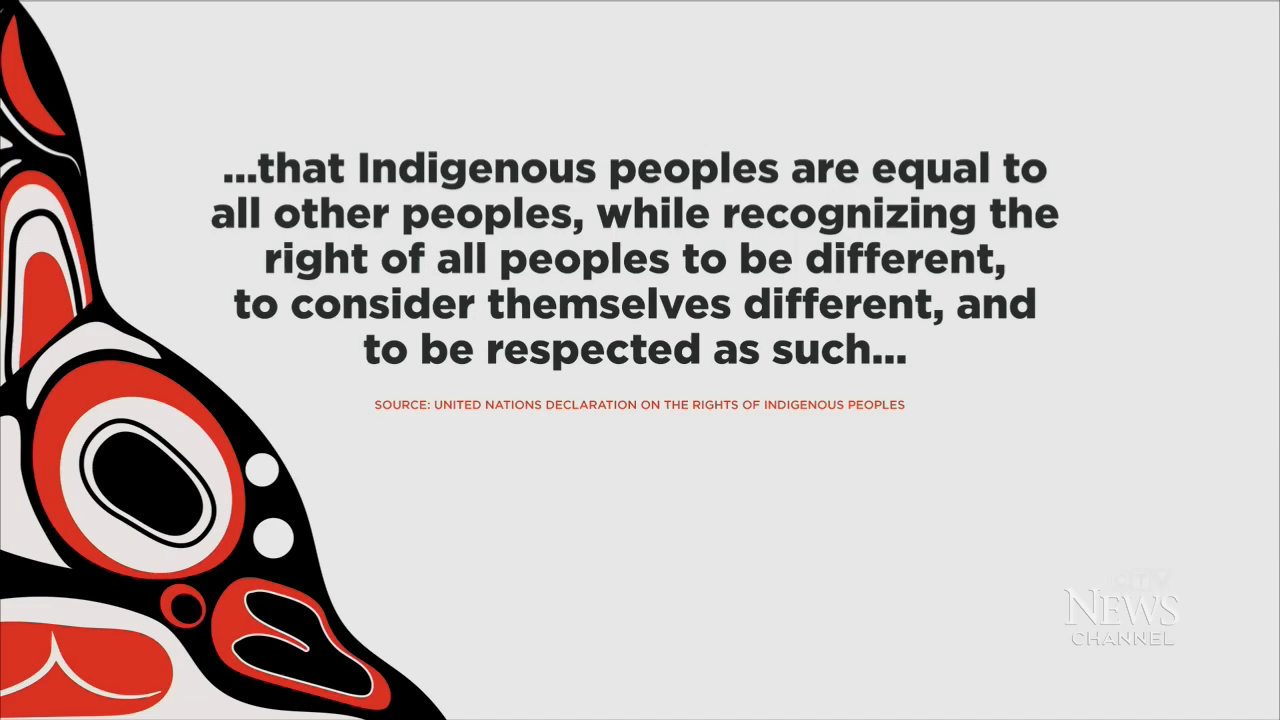 ...that Indigenous peoples are equal to
all other peoples, while recognizing the
right of all peoples to be different,
to consider themselves different, and
to be respected as such...
SOURCE: UNITED NATIONS DECLARATION ON THE RIGHTS OF INDIGENOUS PEOPLES
CTV
NEWS
CHANNEL